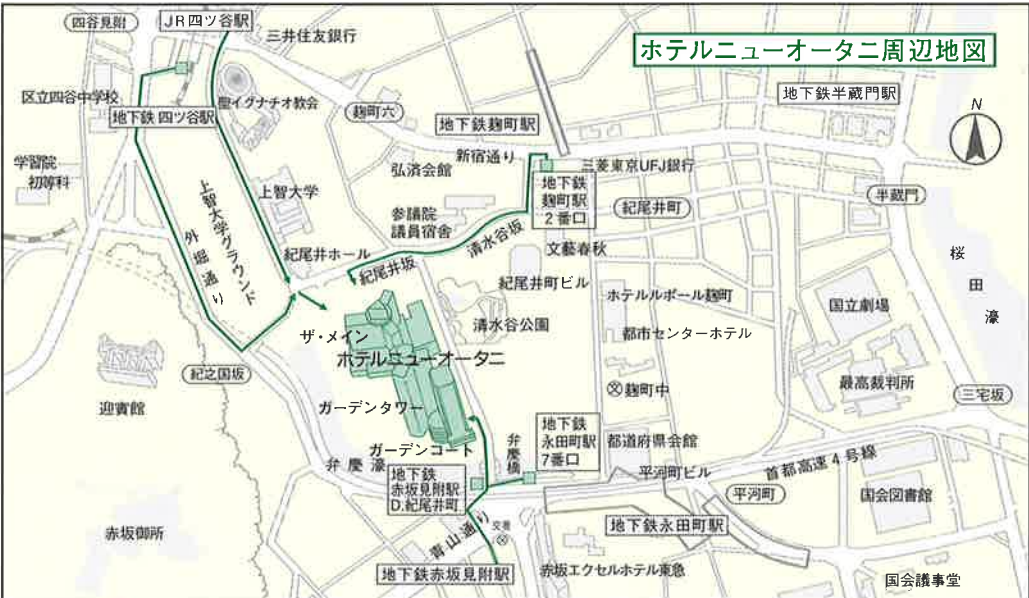 四谷見附
JR四ツ谷駅
三井住友銀行
ホテルニューオータニ周辺地図
区立四谷中学校
聖イグナチオ教会
地下鉄半蔵門駅
地下鉄 四ツ谷駅
麹町六
地下鉄麹町駅
N
新宿通り
学習院
初等科
弘済会館
三菱東京UFJ銀行
上智大学
地下鉄
麹町駅
2番口
半蔵門
紀尾井町
参議院
議員宿舎
上智大学グラウンド
外堀通り
清水谷坂
文藝春秋
桜田濠
紀尾井ホール
紀尾井坂
紀尾井町ビル
ホテルルポール麹町
国立劇場
清水谷公園
都市センターホテル
ザ・メイン
ホテルニューオータニ
紀之国坂
迎賓館
文麹町中
最高裁判所
三宅坂
ガーデンタワー
ガーデンコート
地下鉄
永田町駅
7番口
弁慶橋
都道府県会館
弁慶濠
地下鉄
赤坂見附駅
D.紀尾井町
平河町ビル
首都高速4号線
平河町
国会図書館
赤坂御所
青山通り
交番
地下鉄永田町駅
地下鉄赤坂見附駅
赤坂エクセルホテル東急
国会議事堂